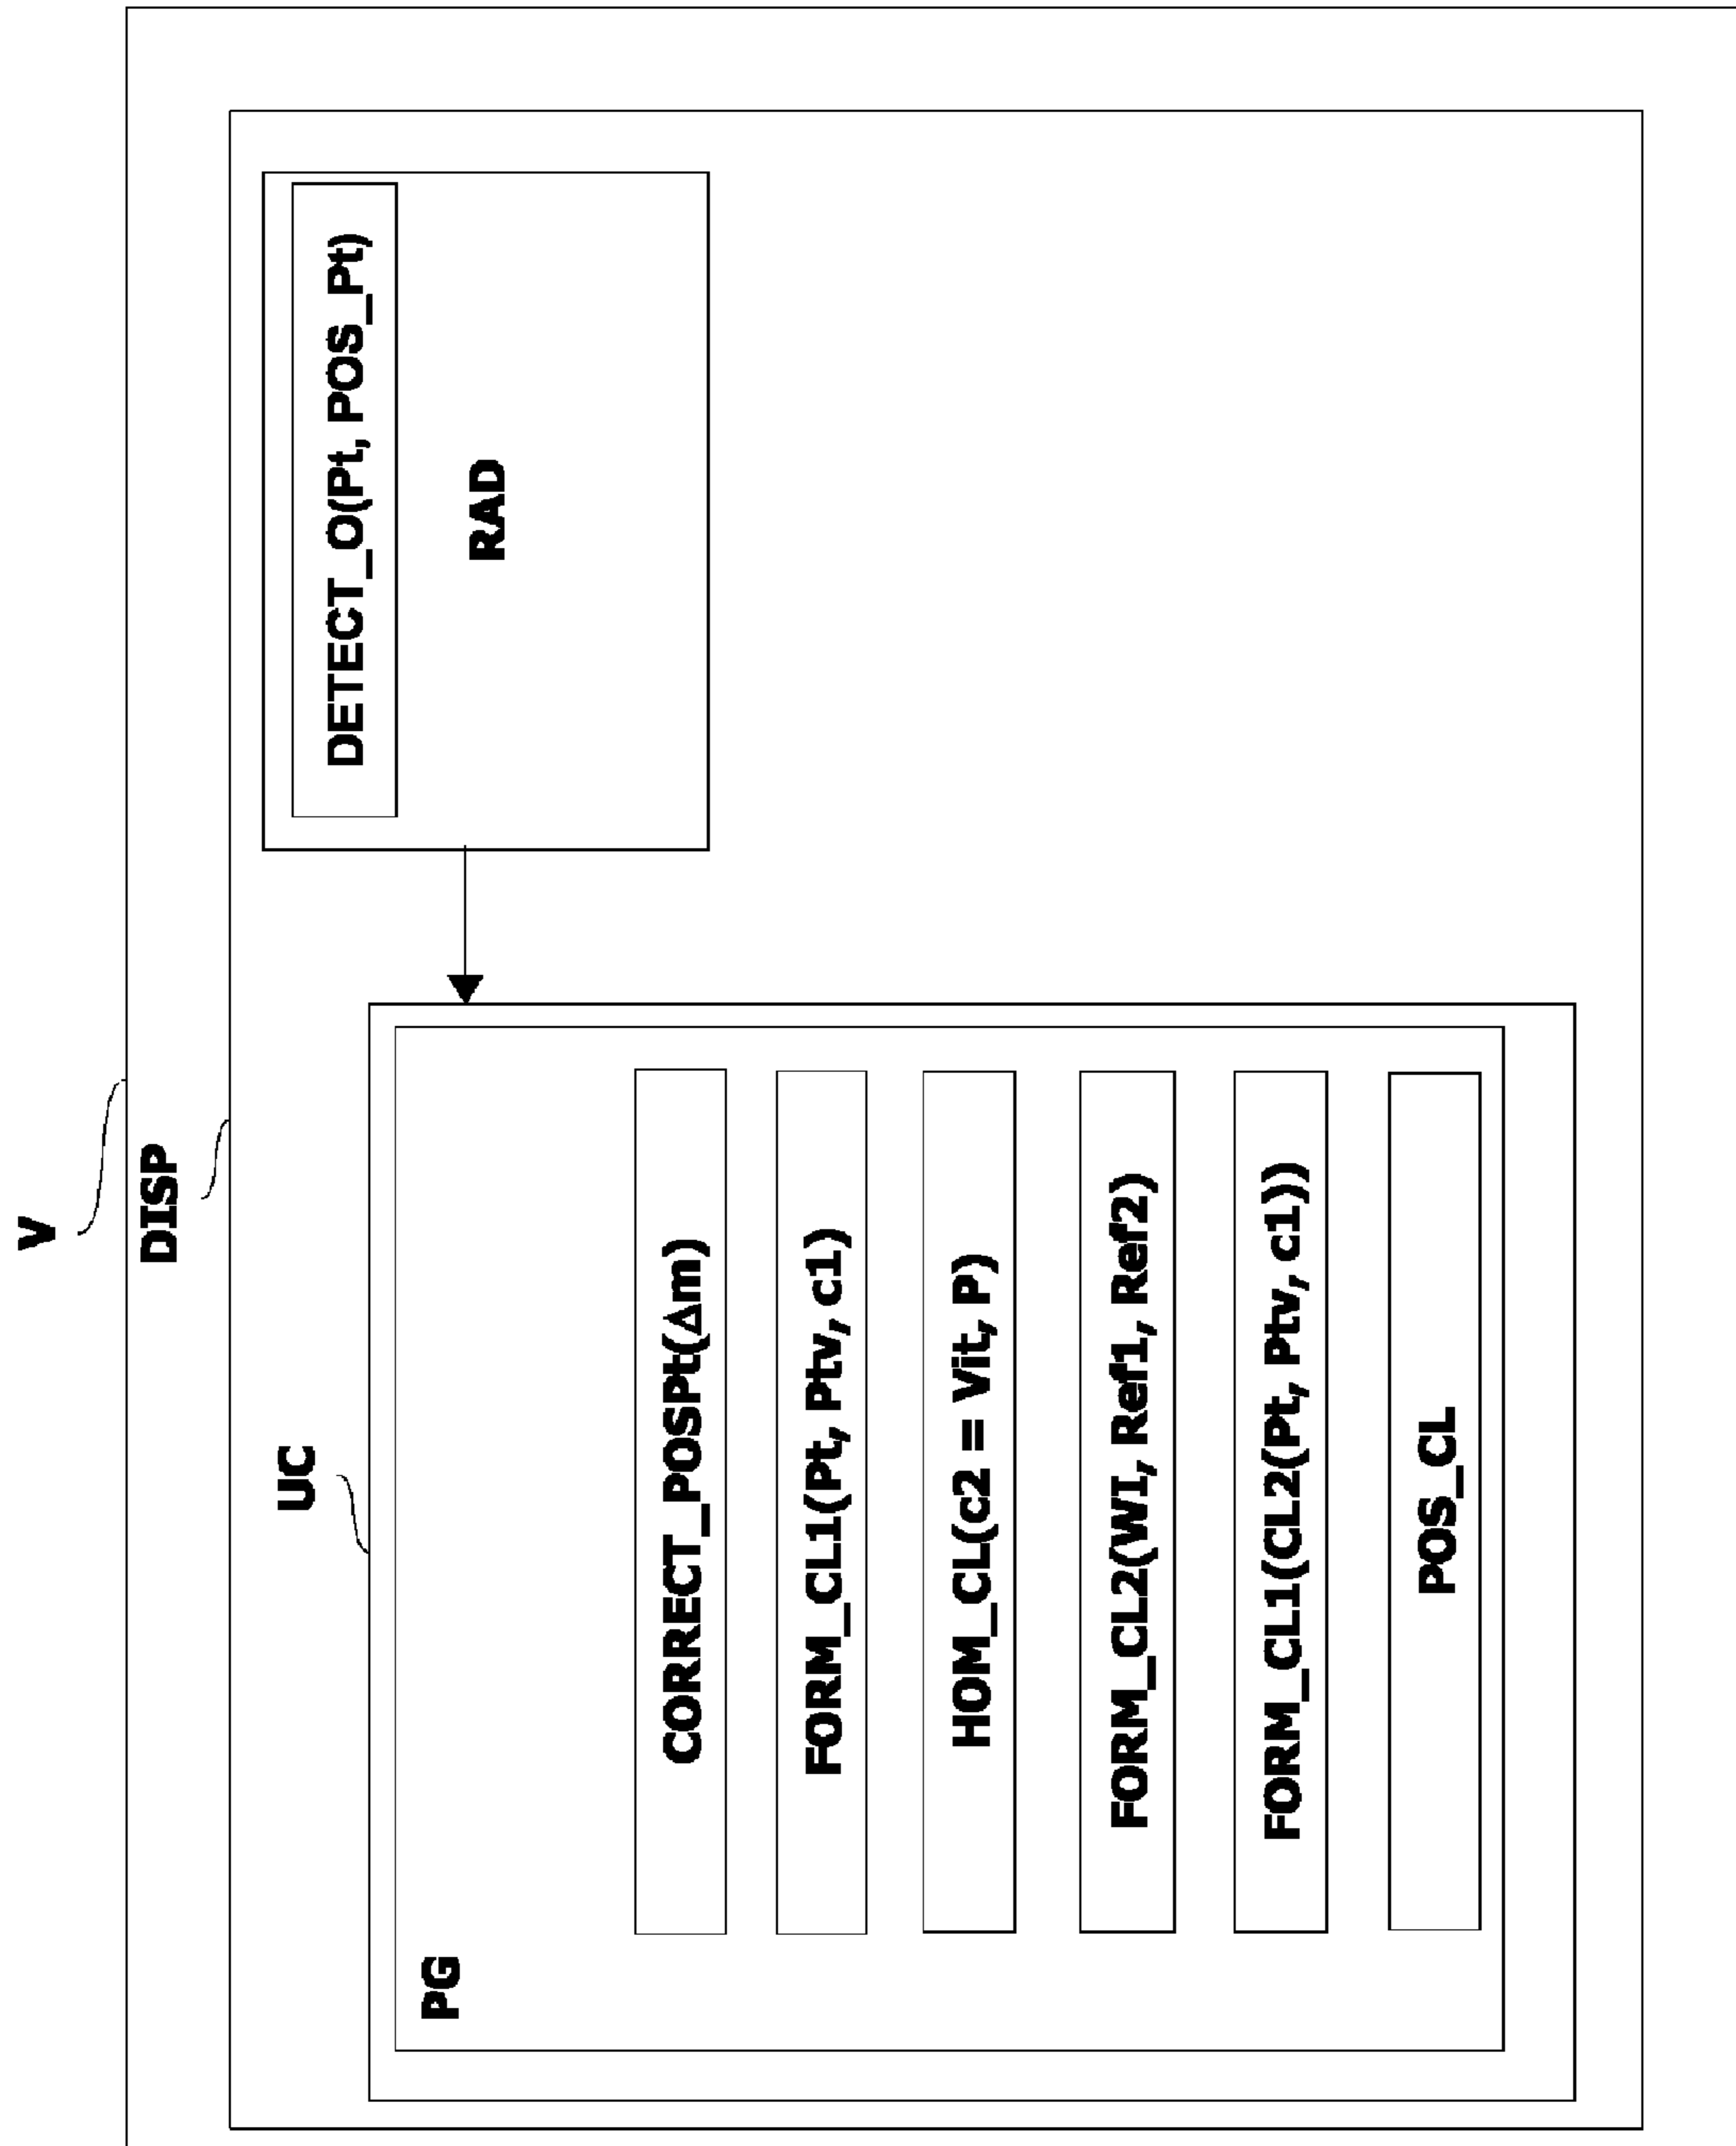 V
DISP
UC
PG
CORRECT_POSPt(Δm)
FORM_CL1(Pt, Ptv, c1)
HOM_CL(c2 = Vit, P)
FORM_CL2(WI, Ref1, Ref2)
FORM_CL1(CL2(Pt, Ptv, c1))
POS_CL
DETECT_O(Pt, POS_Pt)
RAD